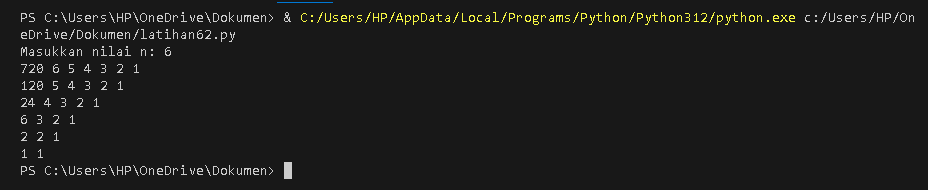 PS C:\Users\HP\OneDrive\Dokumen> & C:/Users/HP/AppData/Local/Programs/Python/Python312/python.exe c:/Users/HP/On
eDrive/Dokumen/latihan62.py
Masukkan nilai n: 6
720 6 5 4 3 2 1
120 5 4 3 2 1
24 4 3 2 1
6 3 2 1
2 2 1
1 1
PS C:\Users\HP\OneDrive\Dokumen>